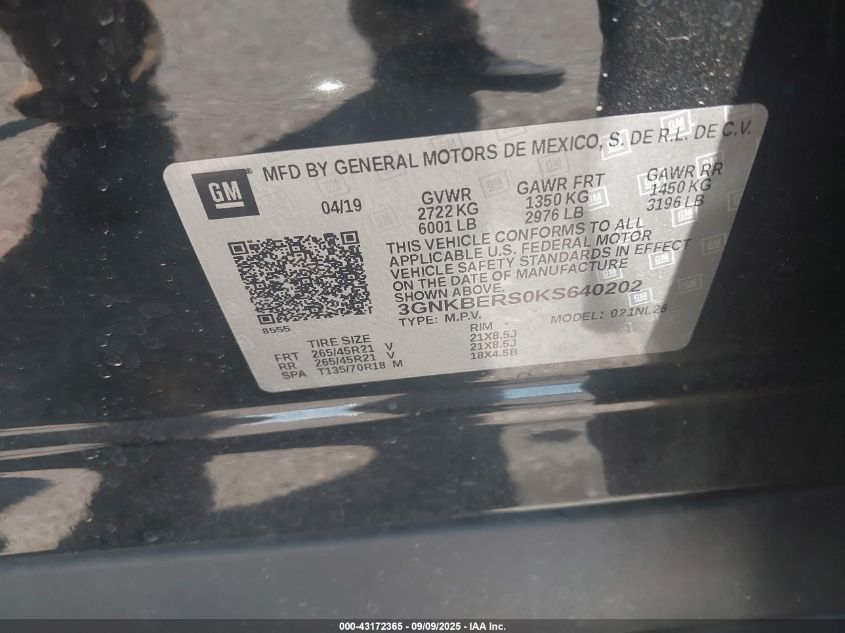 GM ® MFD BY GENERAL MOTORS DE MEXICO, S. DE R.L. DE C.V.
04/19 GVWR GAWR FRT GAWR RR
2722 KG 1350 KG 1450 KG
6001 LB 2976 LB 3196 LB
THIS VEHICLE CONFORMS TO ALL
APPLICABLE U.S. FEDERAL MOTOR
VEHICLE SAFETY STANDARDS IN EFFECT
ON THE DATE OF MANUFACTURE
SHOWN ABOVE.
3GNKBERS0KS640202
8555 TYPE: M.P.V. MODEL: 021NL26
TIRE SIZE RIM
FRT 265/45R21 V 21X8.5J
RR 265/45R21 V 21X8.5J
SPA T135/70R18 M 18X4.5B
000-43172365 - 09/09/2025 - IAA Inc.